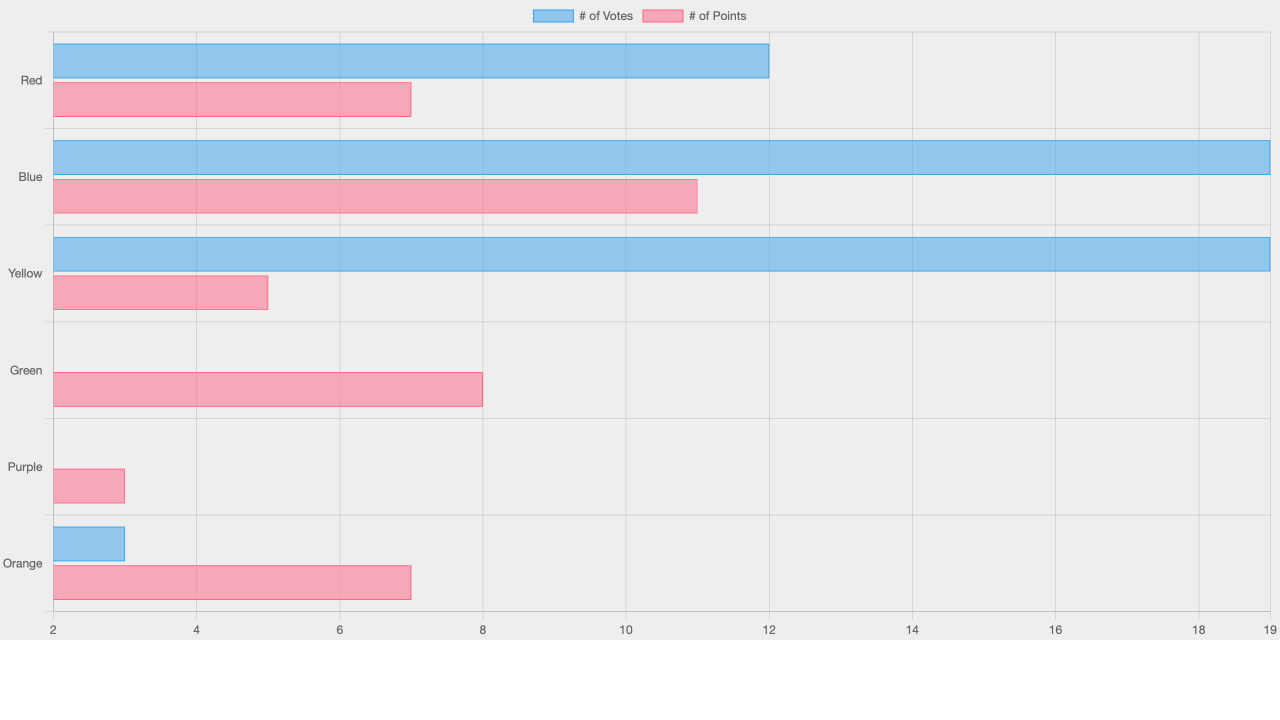 # of Votes # of Points
Red
Blue
Yellow
Green
Purple
Orange
2 4 6 8 10 12 14 16 18 19